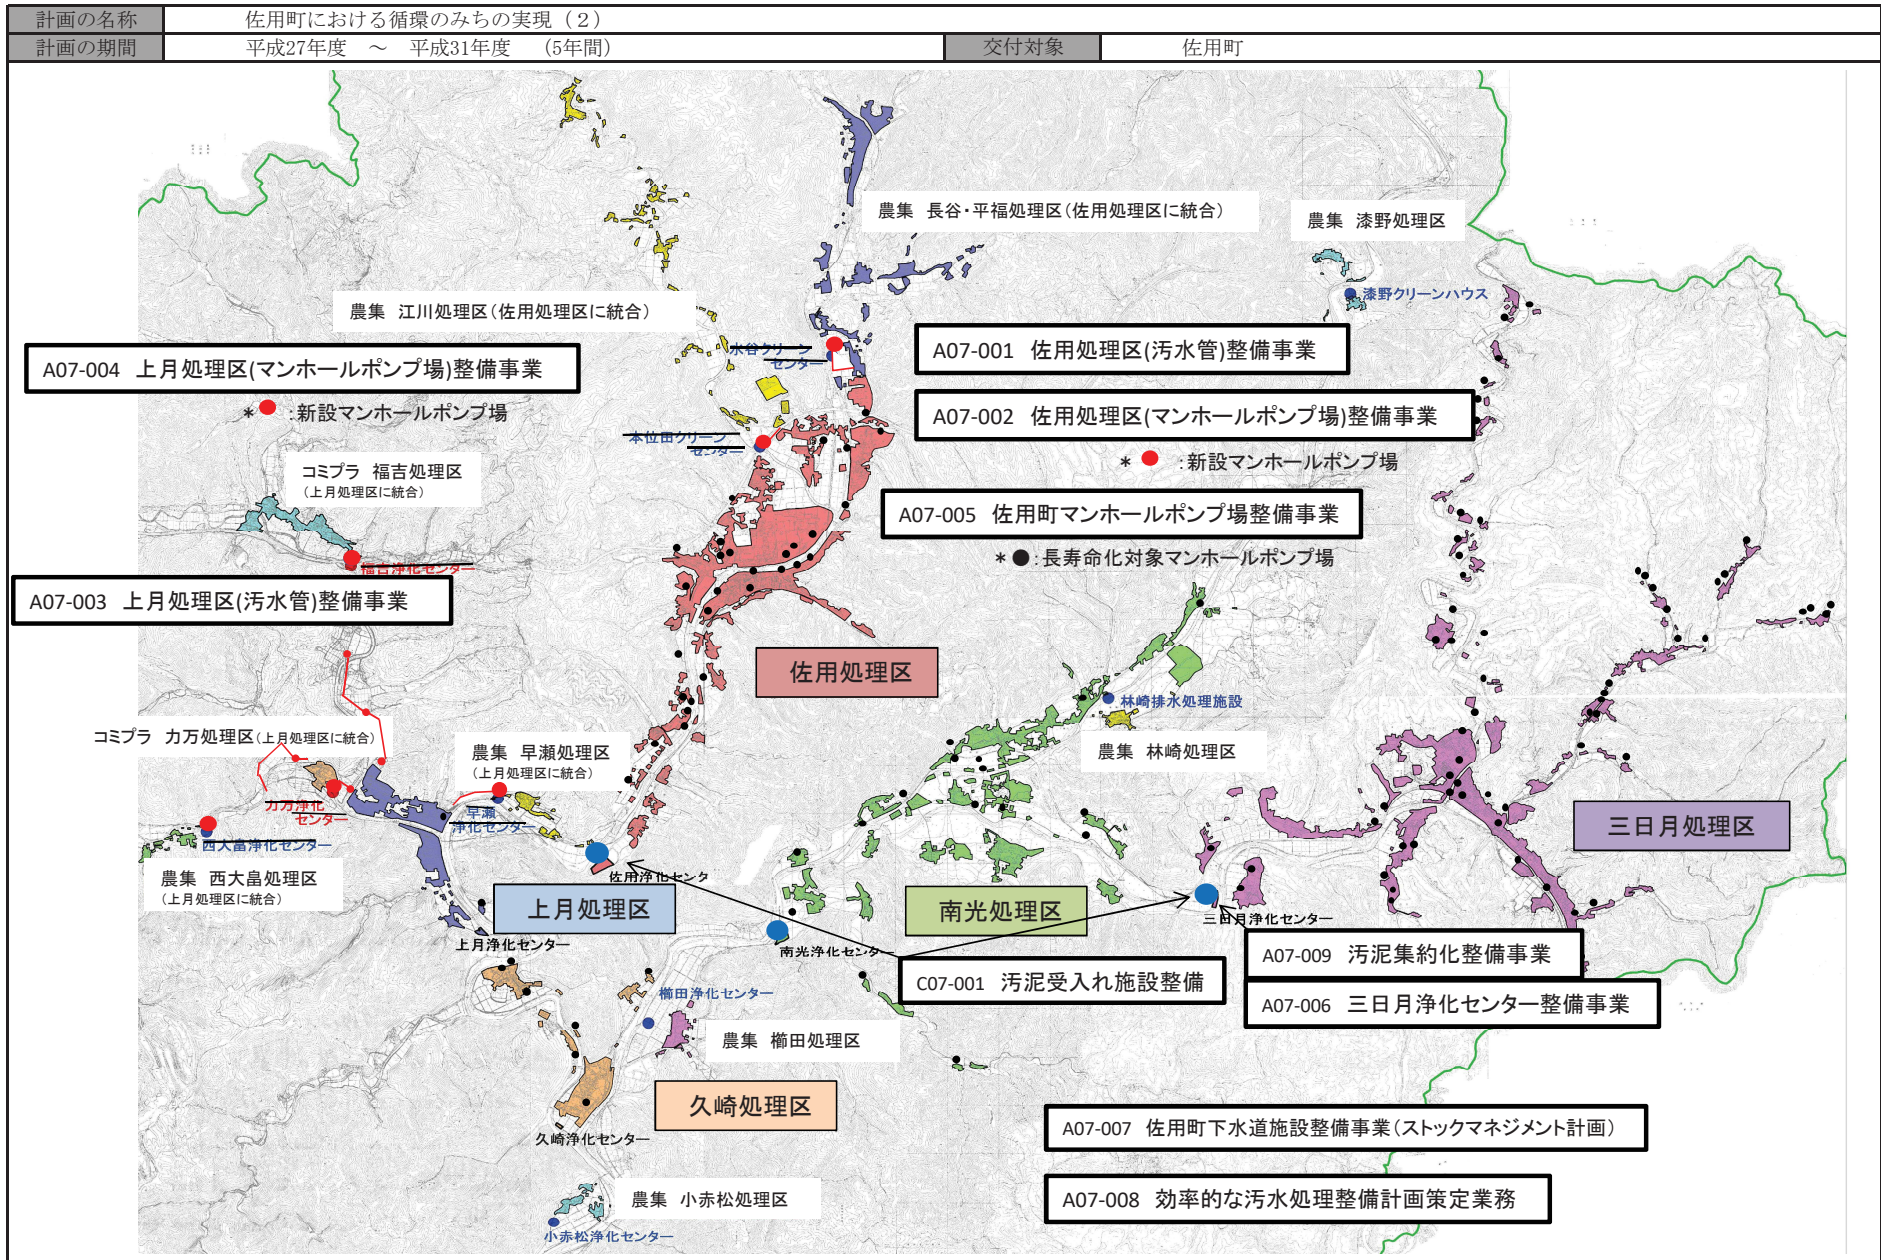 計画の名称 佐用町における循環のみちの実現（２）
計画の期間 平成27年度 ～ 平成31年度 （5年間） 交付対象 佐用町
農集 長谷・平福処理区(佐用処理区に統合)
農集 漆野処理区
漆野クリーンハウス
農集 江川処理区(佐用処理区に統合)
A07-004 上月処理区(マンホールポンプ場)整備事業
*●:新設マンホールポンプ場
クリーン
センター
A07-001 佐用処理区(汚水管)整備事業
A07-002 佐用処理区(マンホールポンプ場)整備事業
*●:新設マンホールポンプ場
本位田クリーン
センター
コミプラ 福吉処理区
(上月処理区に統合)
福吉浄化センター
A07-005 佐用町マンホールポンプ場整備事業
*●:長寿命化対象マンホールポンプ場
A07-003 上月処理区(汚水管)整備事業
佐用処理区
林崎排水処理施設
農集 林崎処理区
コミプラ 力万処理区(上月処理区に統合)
農集 早瀬処理区
(上月処理区に統合)
力万浄化
センター
早瀬
浄化センター
西大畠浄化センター
農集 西大畠処理区
(上月処理区に統合)
三日月処理区
佐用浄化センタ
上月処理区
南光処理区
三日月浄化センター
上月浄化センター
南光浄化センター
A07-009 汚泥集約化整備事業
C07-001 汚泥受入れ施設整備
A07-006 三日月浄化センター整備事業
櫛田浄化センター
農集 櫛田処理区
久崎処理区
久崎浄化センター
A07-007 佐用町下水道施設整備事業(ストックマネジメント計画)
A07-008 効率的な汚水処理整備計画策定業務
農集 小赤松処理区
小赤松浄化センター